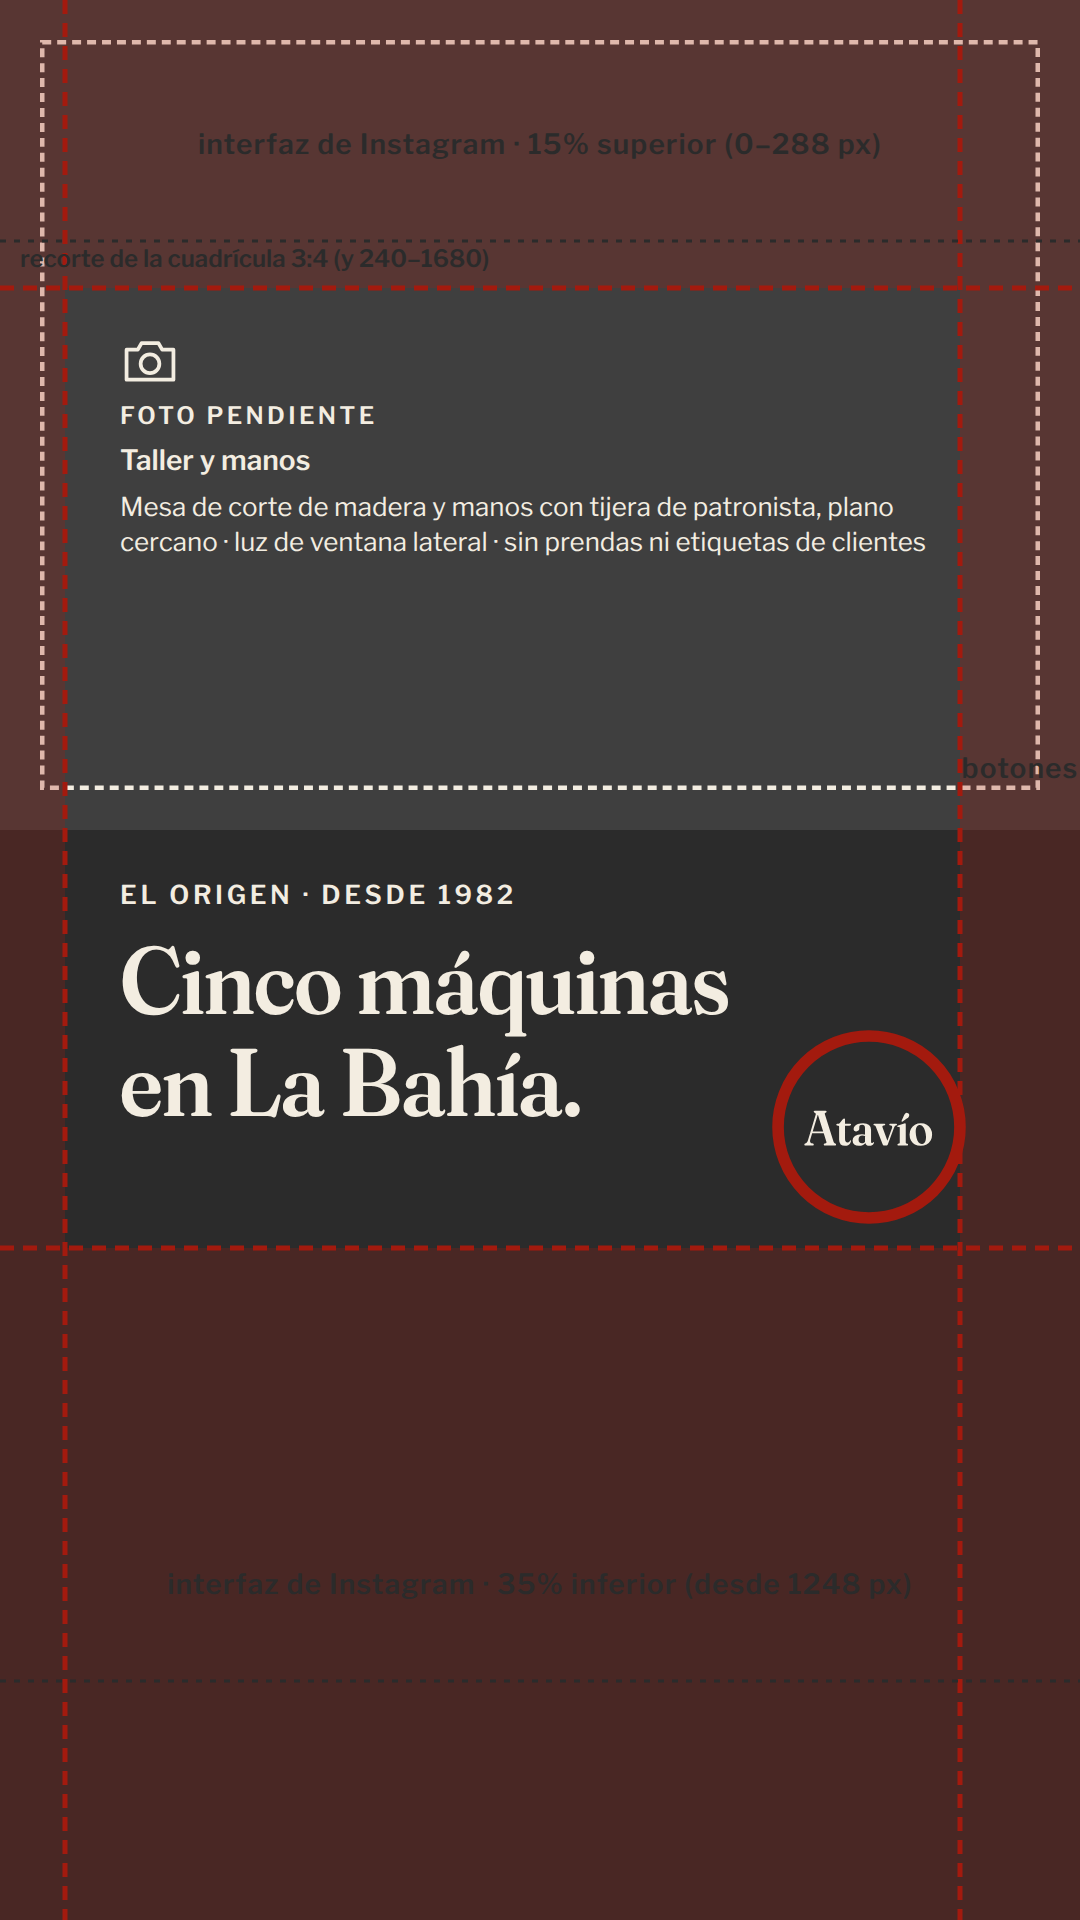 interfaz de Instagram · 15% superior (0–288 px)
recorte de la cuadrícula 3:4 (y 240–1680)
FOTO PENDIENTE
Taller y manos
Mesa de corte de madera y manos con tijera de patronista, plano
cercano · luz de ventana lateral · sin prendas ni etiquetas de clientes
botones
EL ORIGEN · DESDE 1982
Cinco máquinas
en La Bahía.
Atavío
interfaz de Instagram · 35% inferior (desde 1248 px)